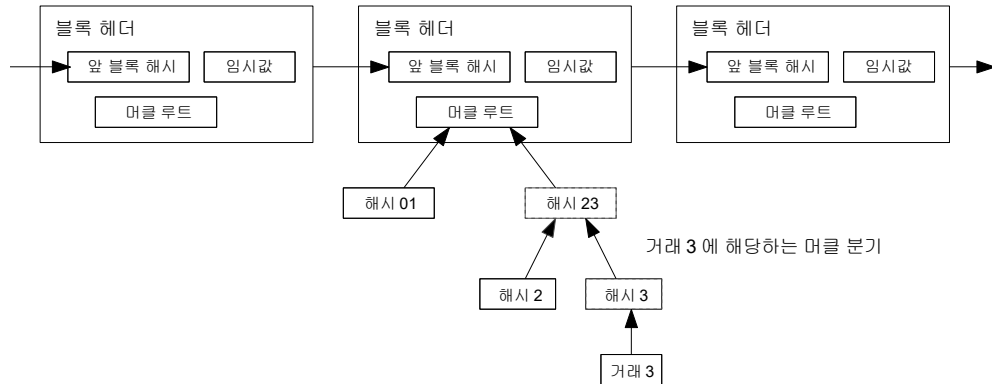 블록 헤더
앞 블록 해시
임시값
머클 루트
블록 헤더
앞 블록 해시
임시값
머클 루트
블록 헤더
앞 블록 해시
임시값
머클 루트
해시 01
해시 23
거래 3 에 해당하는 머클 분기
해시 2
해시 3
거래 3